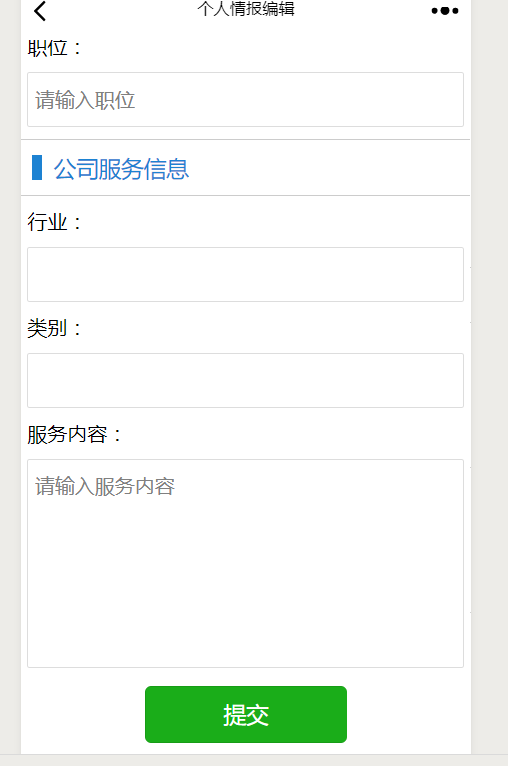 个人情报编辑
职位：
请输入职位
公司服务信息
行业：
类别：
服务内容：
请输入服务内容
提交